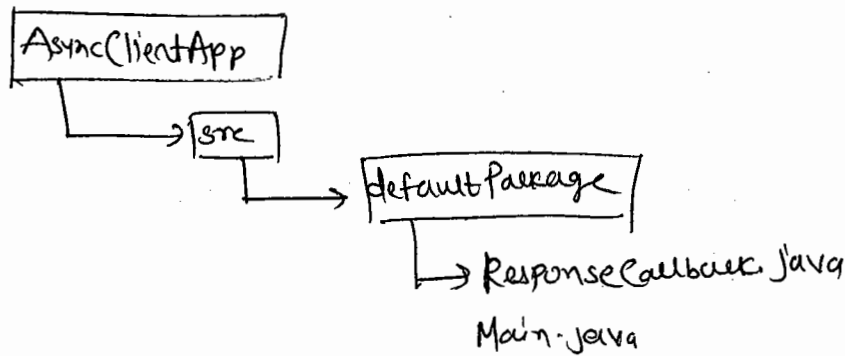 AsyncClientApp
src
defaultPackage
ResponseCallback.java
Main.java